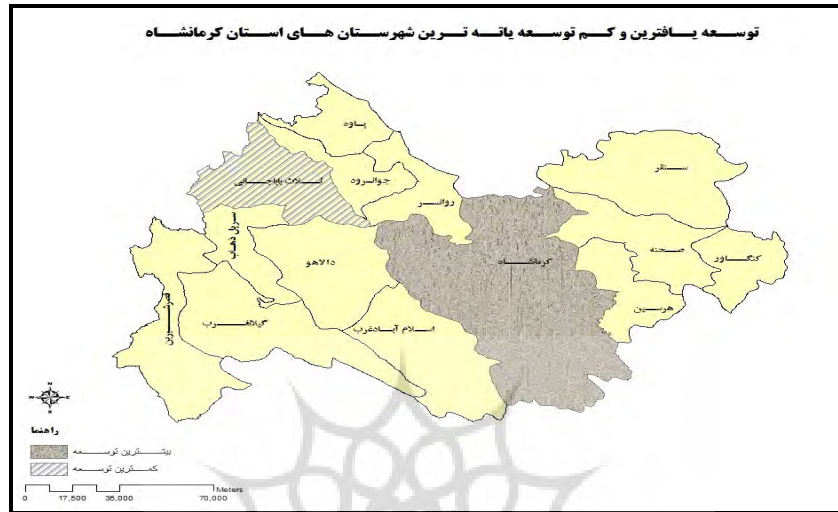 توسعه یافترین و کم توسعه یاته ترین شهرستان های استان کرمانشاه
پاوه
سنقر
جوانرود
ثلاث باباجانی
روانسر
سرپل ذهاب
صحنه
کنگاور
دالاهو
کرمانشاه
قصرشیرین
هرسین
گیلانغرب
اسلام آبادغرب
N
W E
S
راهنما
بیشترین توسعه
کمترین توسعه
Meters
0 17,500 35,000 70,000